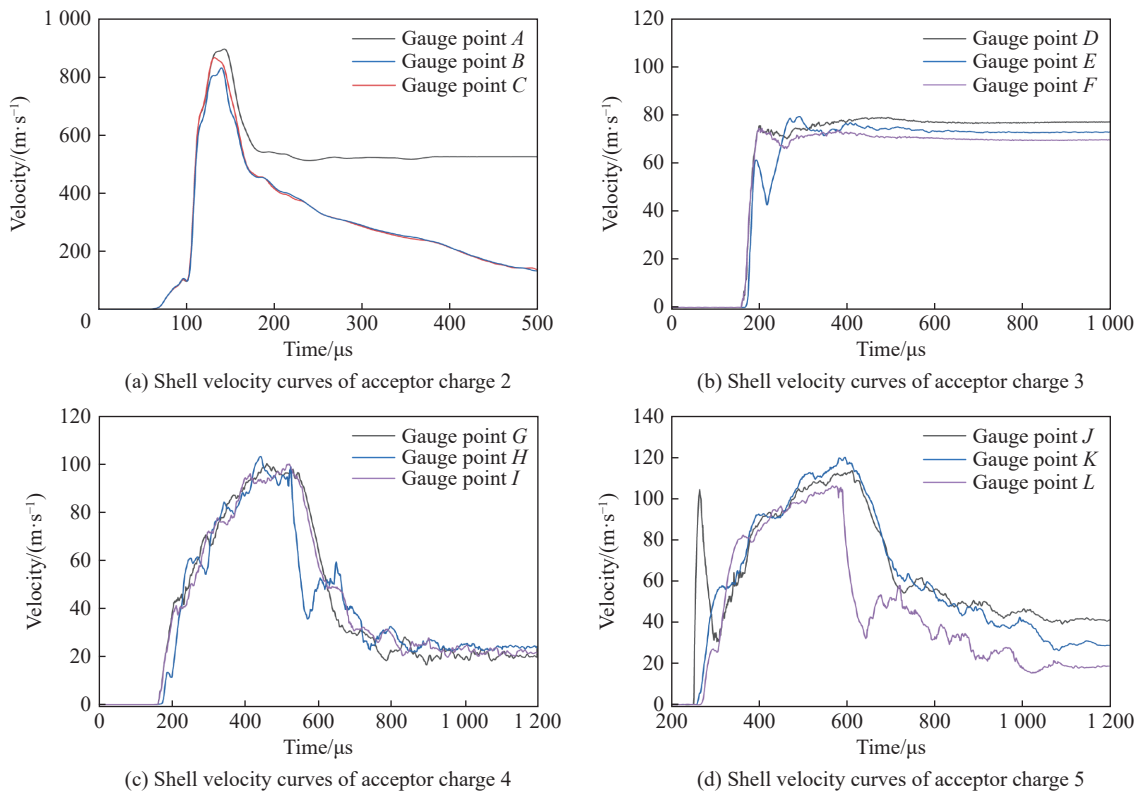 1 000
800
600
400
200
0
100
200
300
400
500
Velocity/(m·s⁻¹)
Time/μs
Gauge point A
Gauge point B
Gauge point C
(a) Shell velocity curves of acceptor charge 2
120
100
80
60
40
20
0
0
200
400
600
800
1 000
Velocity/(m·s⁻¹)
Time/μs
Gauge point D
Gauge point E
Gauge point F
(b) Shell velocity curves of acceptor charge 3
120
100
80
60
40
20
0
0
200
400
600
800
1 000
1 200
Velocity/(m·s⁻¹)
Time/μs
Gauge point G
Gauge point H
Gauge point I
(c) Shell velocity curves of acceptor charge 4
140
120
100
80
60
40
20
0
200
400
600
800
1 000
1 200
Velocity/(m·s⁻¹)
Time/μs
Gauge point J
Gauge point K
Gauge point L
(d) Shell velocity curves of acceptor charge 5